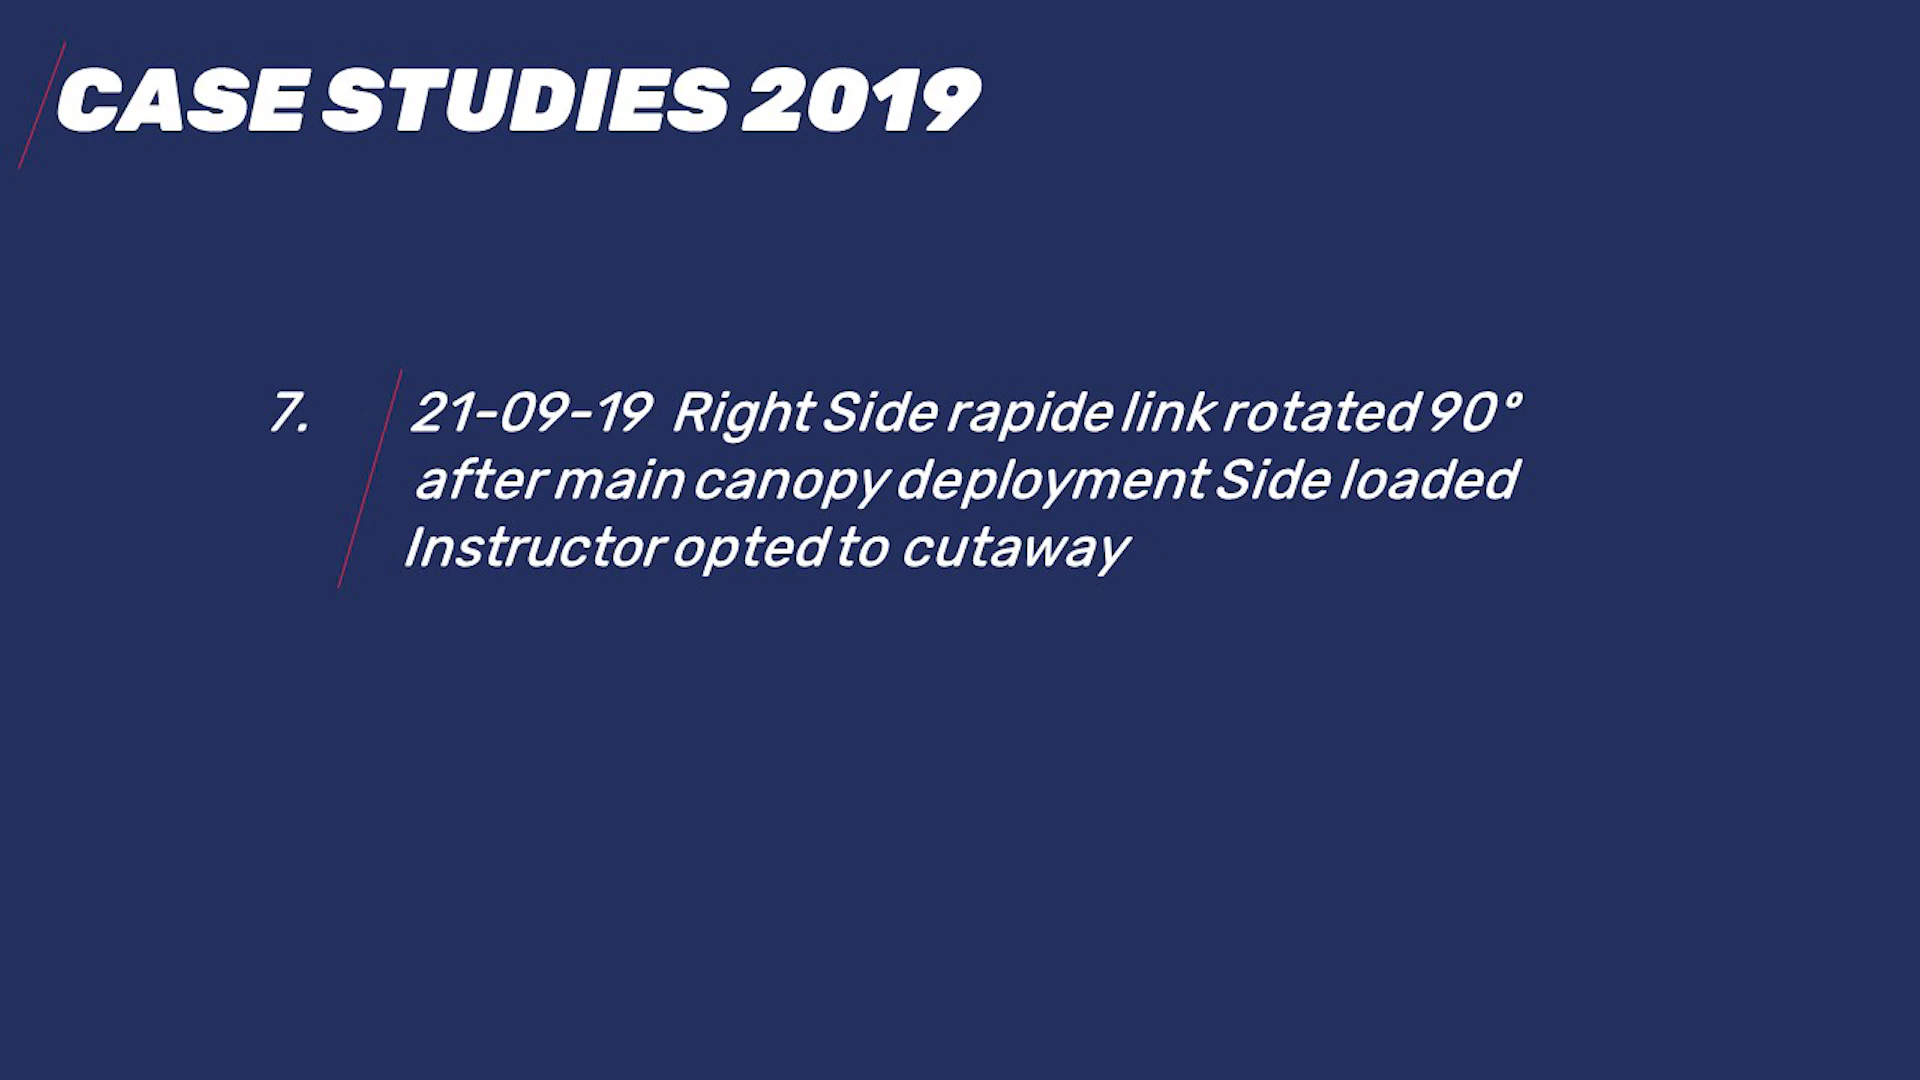 CASE STUDIES 2019
7. 21-09-19 Right Side rapide link rotated 90°
after main canopy deployment Side loaded
Instructor opted to cutaway